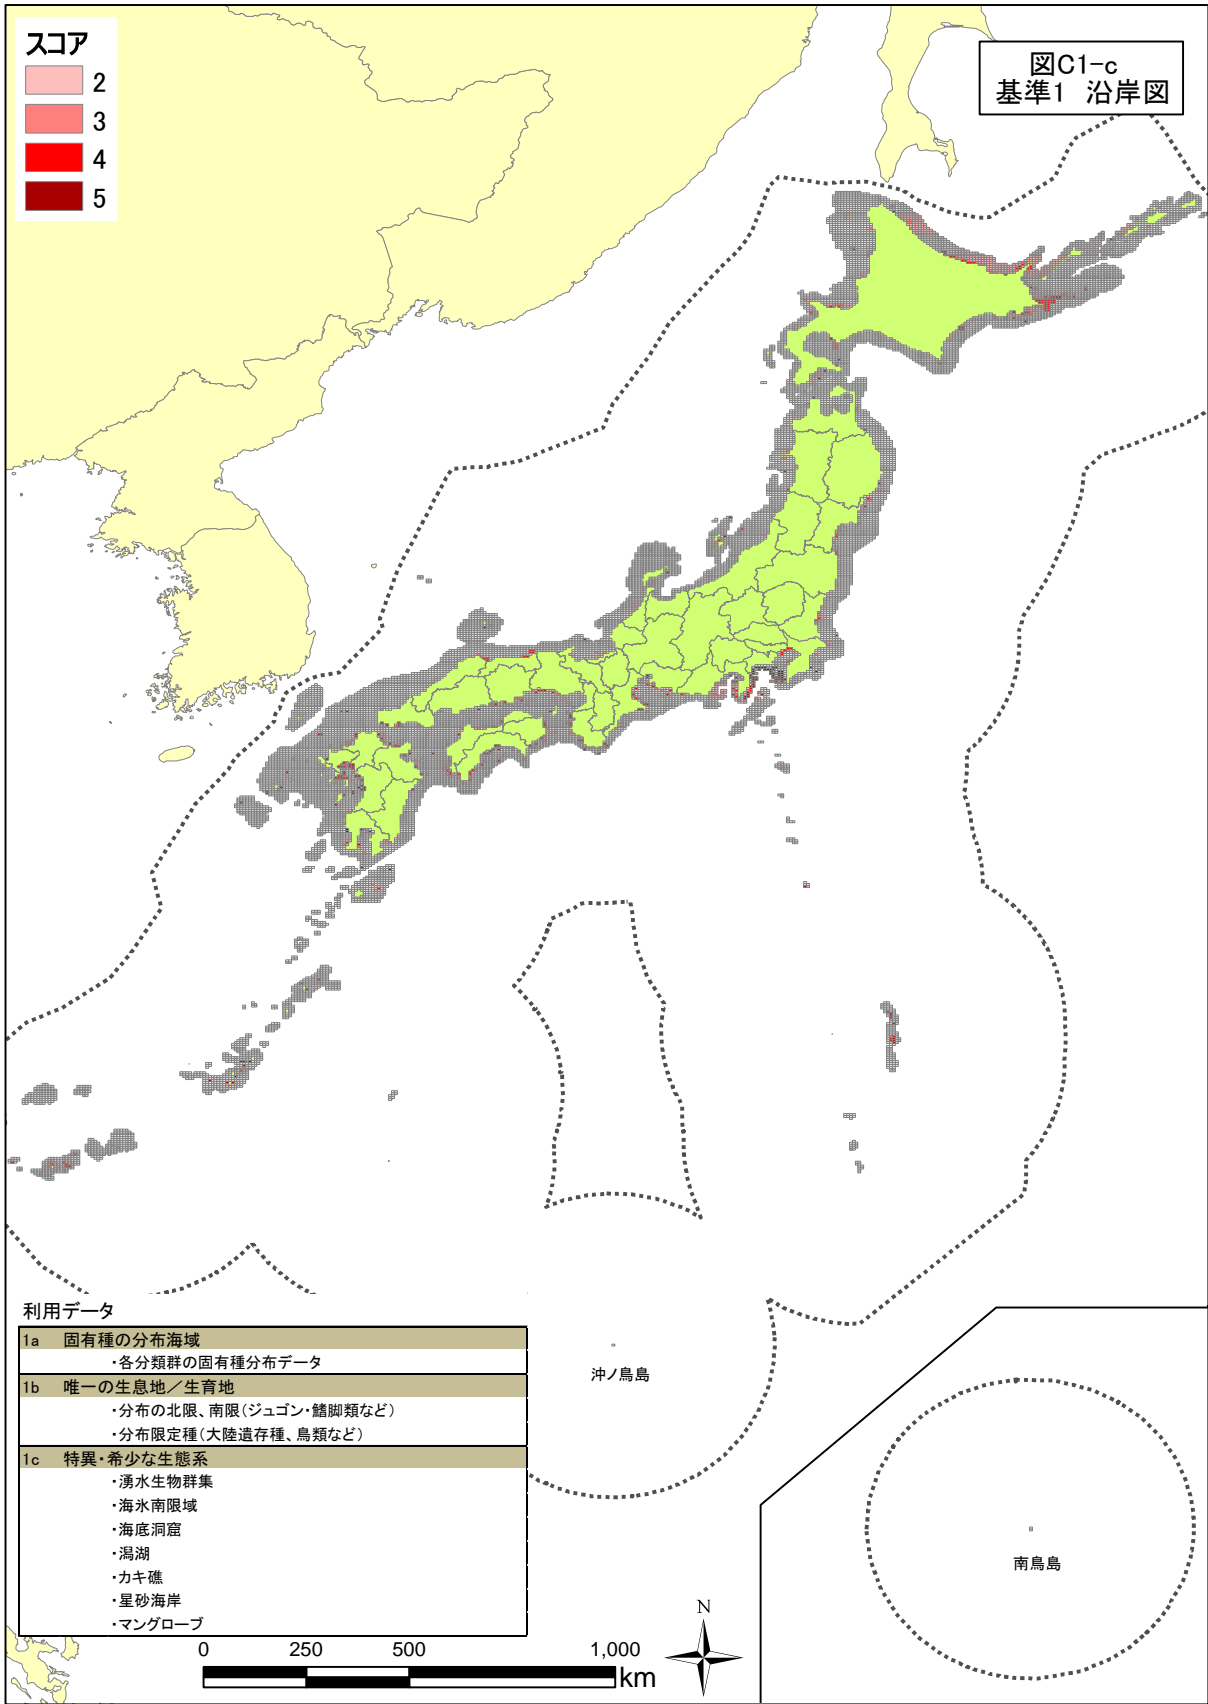 スコア
2
3
4
5
図C1-c
基準1 沿岸図
利用データ
1a 固有種の分布海域
・各分類群の固有種分布データ
1b 唯一の生息地／生育地
・分布の北限、南限(ジュゴン・鰭脚類など)
・分布限定種(大陸遺存種、鳥類など)
1c 特異・希少な生態系
・湧水生物群集
・海氷南限域
・海底洞窟
・潟湖
・カキ礁
・星砂海岸
・マングローブ
沖ノ鳥島
南鳥島
N
0 250 500 1,000
km